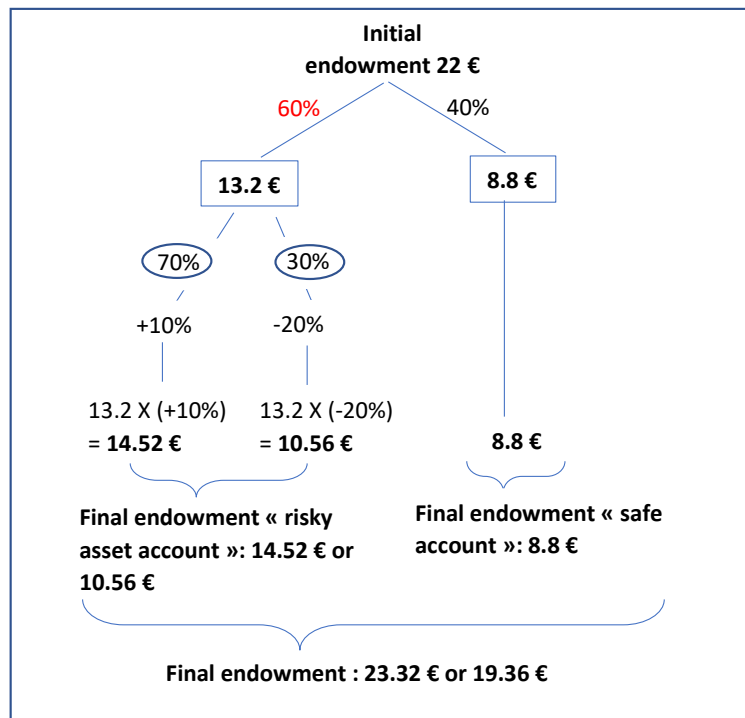 Initial
endowment 22 €
60%
40%
13.2 €
8.8 €
70%
30%
+10%
-20%
13.2 X (+10%)
= 14.52 €
13.2 X (-20%)
= 10.56 €
8.8 €
Final endowment « risky
asset account »: 14.52 € or
10.56 €
Final endowment « safe
account »: 8.8 €
Final endowment : 23.32 € or 19.36 €